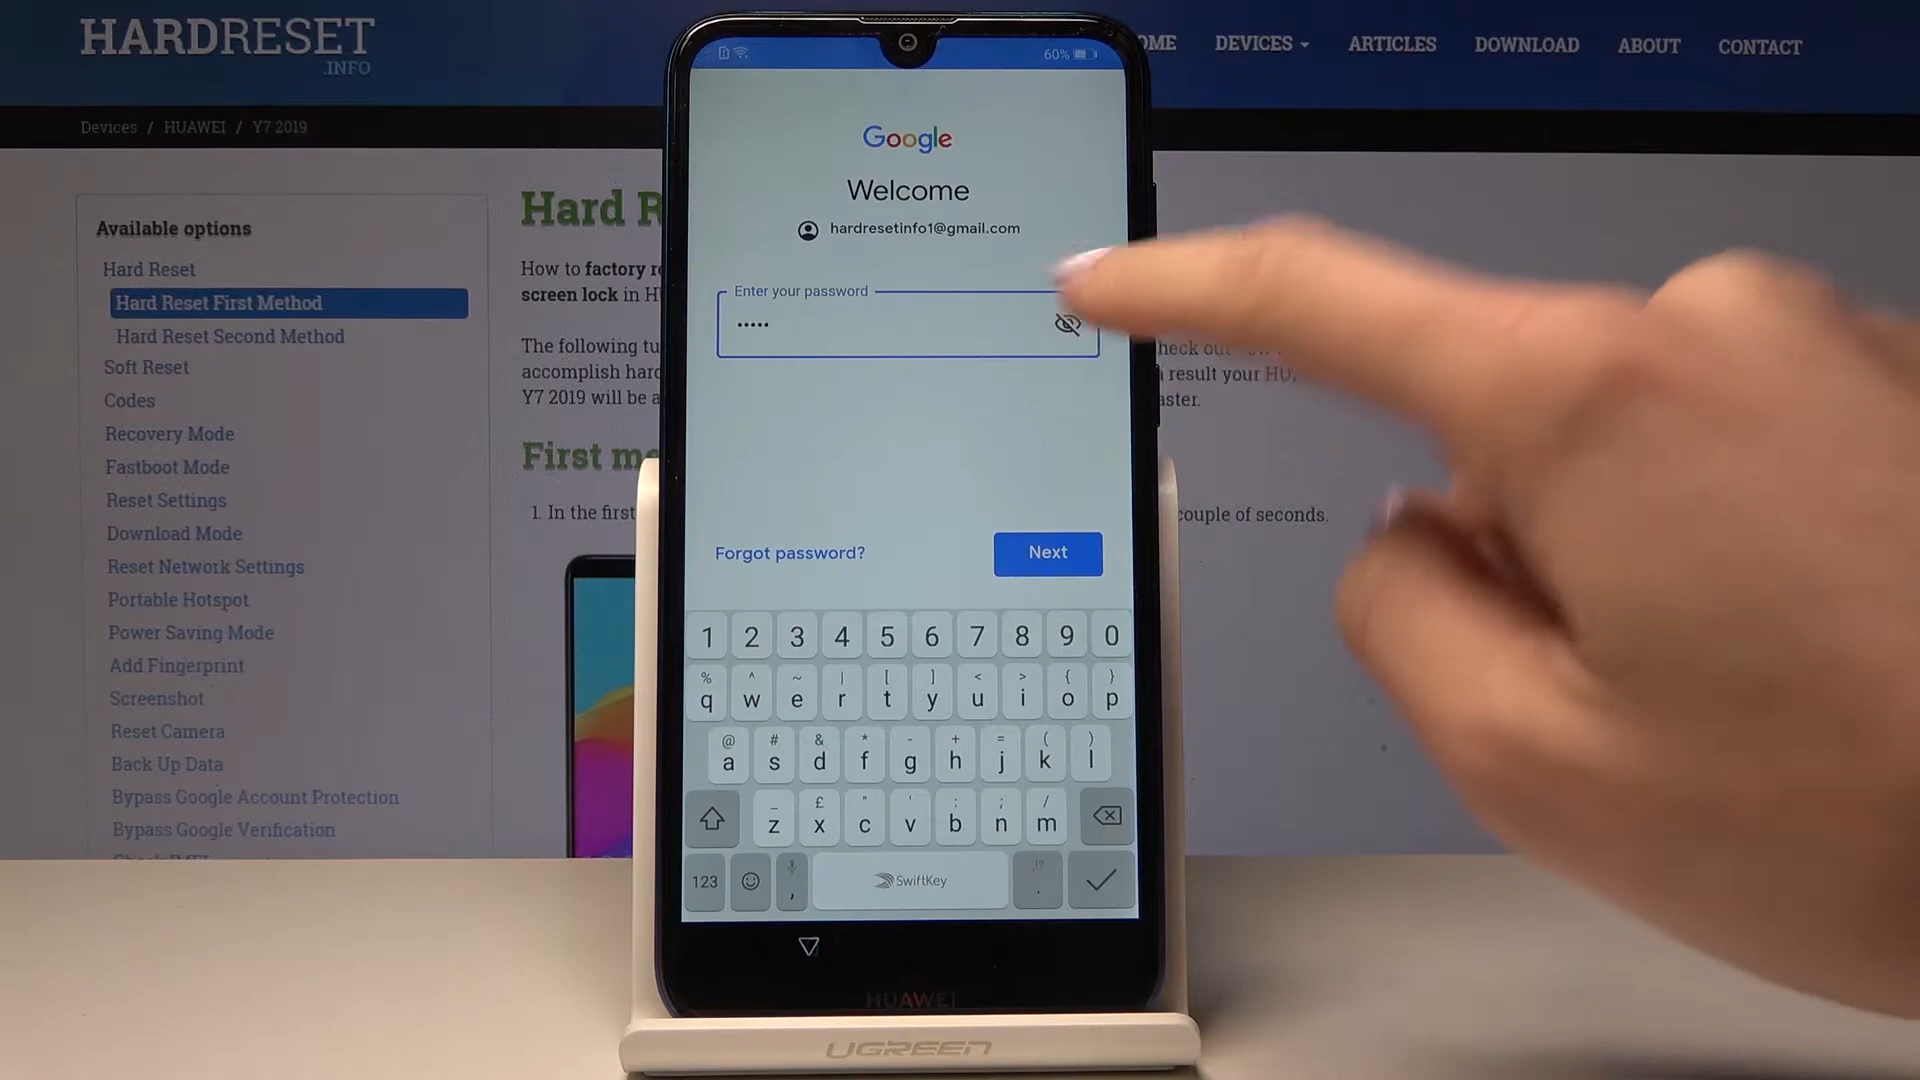 HARDRESET
.INFO
DEVICES
ARTICLES
DOWNLOAD
ABOUT
CONTACT
Devices / HUAWEI / Y7 2019
Available options
Hard Reset
Hard Reset First Method
Hard Reset Second Method
Soft Reset
Codes
Recovery Mode
Fastboot Mode
Reset Settings
Download Mode
Reset Network Settings
Portable Hotspot
Power Saving Mode
Add Fingerprint
Screenshot
Reset Camera
Back Up Data
Bypass Google Account Protection
Bypass Google Verification
Hard R
How to factory re
screen lock in H
The following tu
accomplish hard
Y7 2019 will be a
result your HU
First me
1. In the first
couple of seconds.
60%
Google
Welcome
hardresetinfo1@gmail.com
Enter your password
•••••
Forgot password?
Next
1 2 3 4 5 6 7 8 9 0
% ^ ~ | [ ] < > { }
q w e r t y u i o p
@ # & * - + = ( )
a s d f g h j k l
_ £ " ' : ; /
z x c v b n m
123 , SwiftKey .
HUAWEI
UGREEN